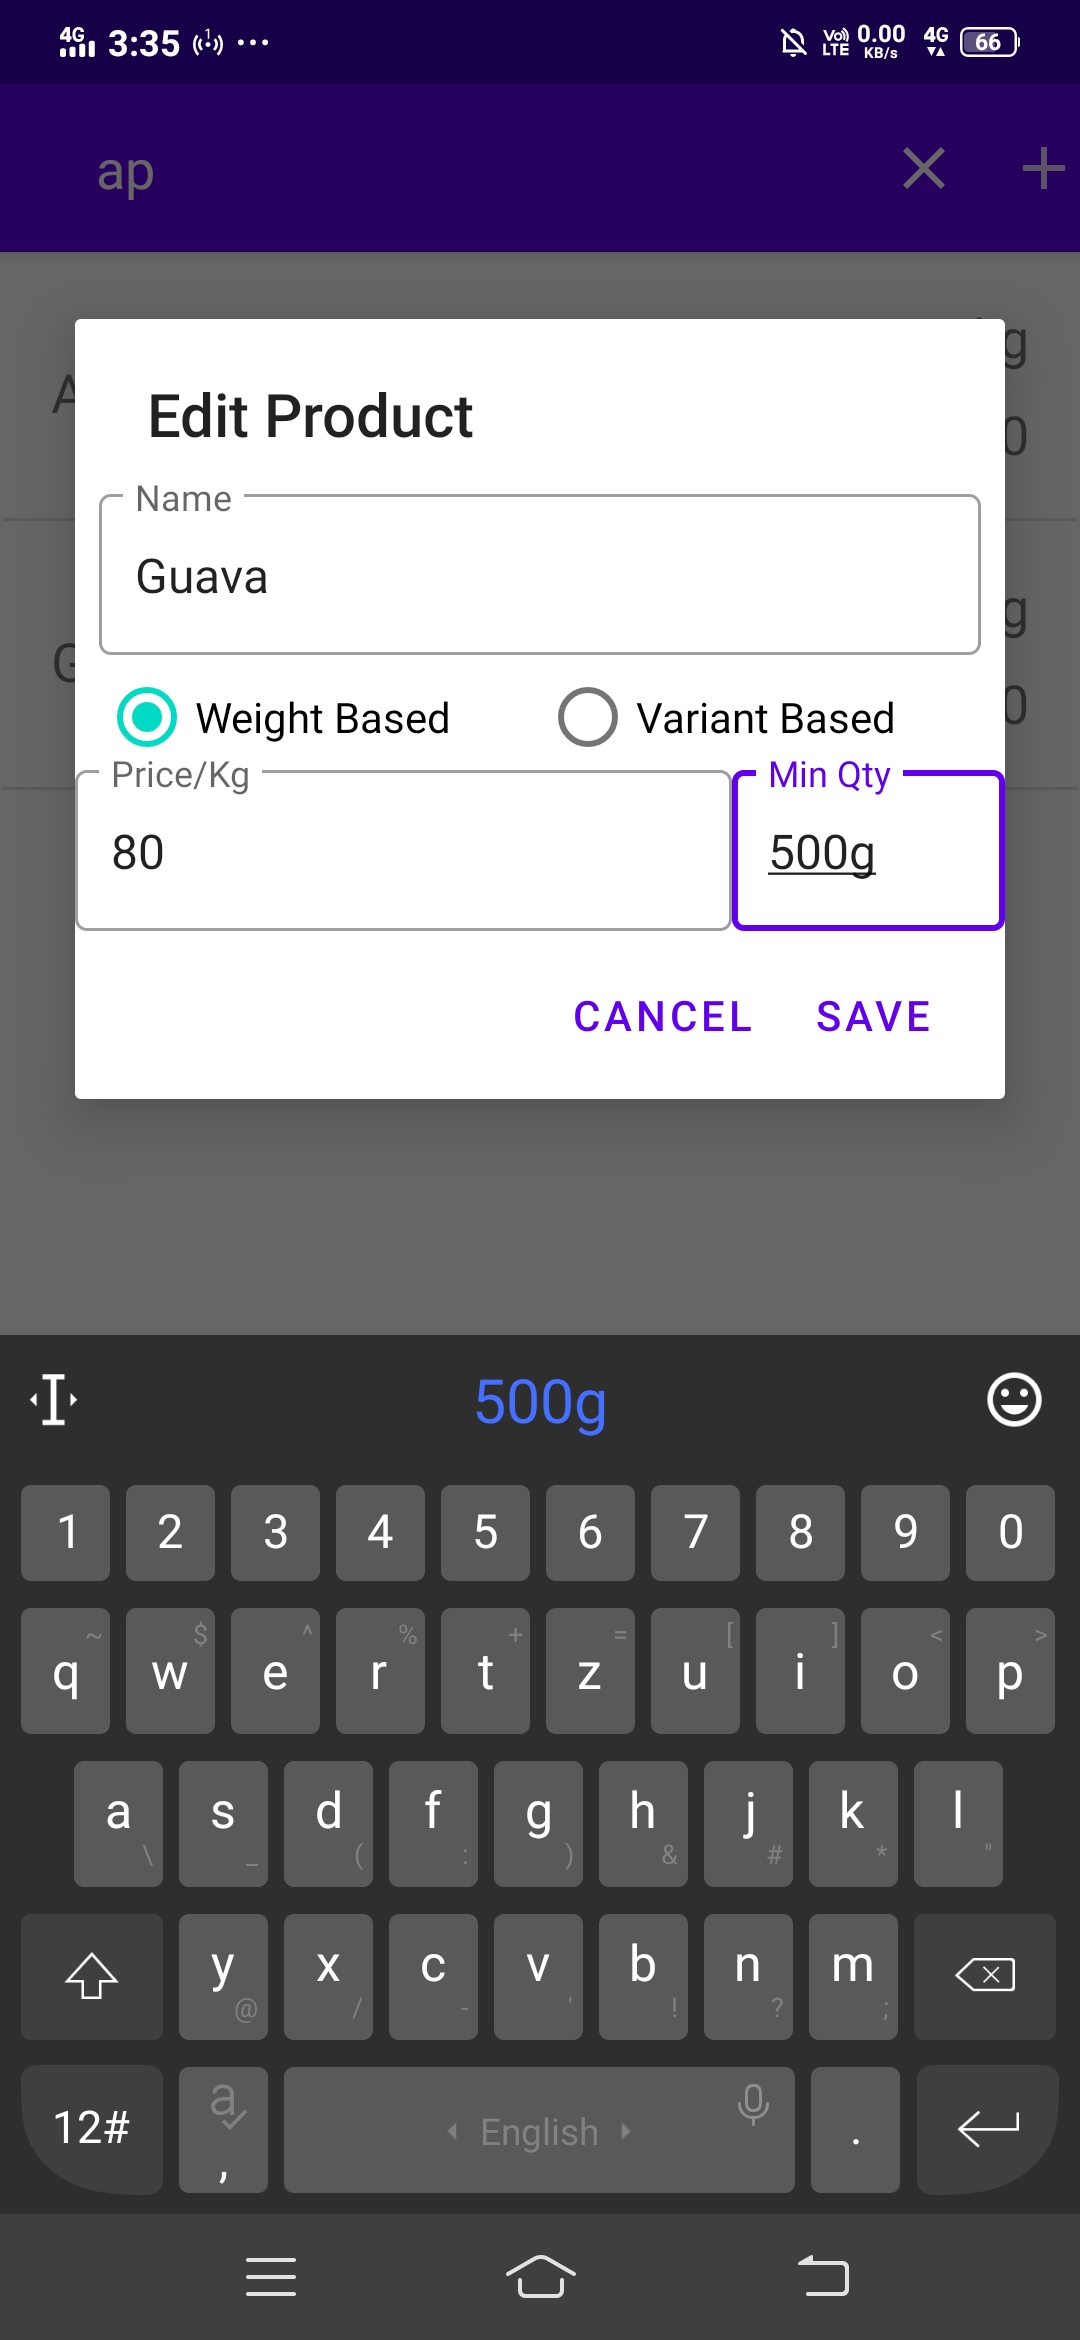 4G 3:35 ... Vo) LTE 0.00 KB/s 4G 66
ap
g
A
0
Edit Product
Name
Guava
g
G
Weight Based Variant Based
0
Price/Kg Min Qty
80 500g
CANCEL SAVE
500g
1 2 3 4 5 6 7 8 9 0
~ $ ^ % + = [ ] < >
q w e r t z u i o p
a s d f g h j k l
\ _ ( : ) & # * "
y x c v b n m
@ / - ' ! ? ;
12# a , English .